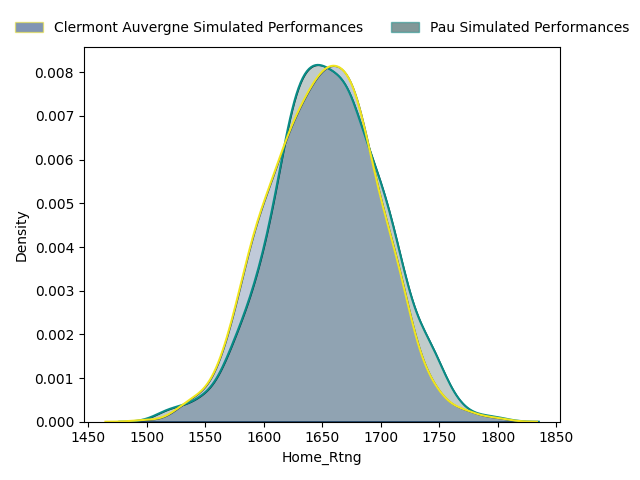 Clermont Auvergne Simulated Performances
Pau Simulated Performances
0.008
0.007
0.006
0.005
0.004
0.003
0.002
0.001
0.000
Density
1450 1500 1550 1600 1650 1700 1750 1800 1850
Home_Rtng